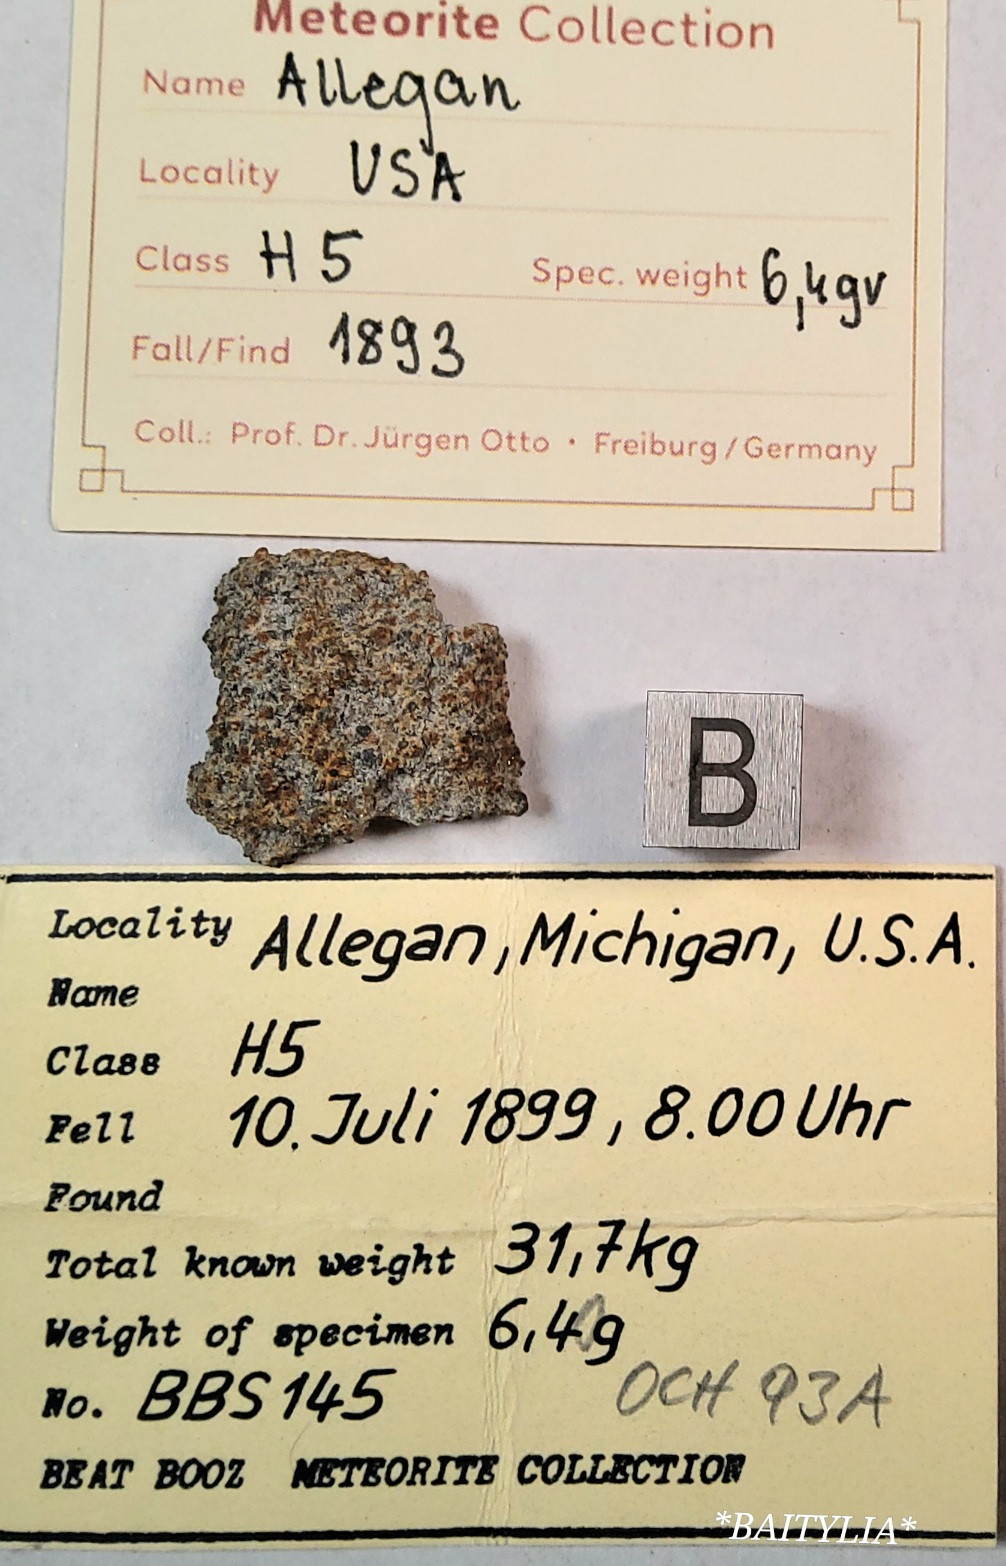 Meteorite Collection
Name Allegan
Locality USA
Class H5 Spec. weight 6,4gr
Fall/Find 1893
Coll.: Prof. Dr. Jürgen Otto · Freiburg/Germany
B
Locality Allegan, Michigan, U.S.A.
Name
Class H5
Fell 10. Juli 1899, 8.00 Uhr
Found
Total known weight 31,7kg
Weight of specimen 6,4g
No. BBS 145 OCH 93A
BEAT BOOZ METEORITE COLLECTION
*BAITYLIA*